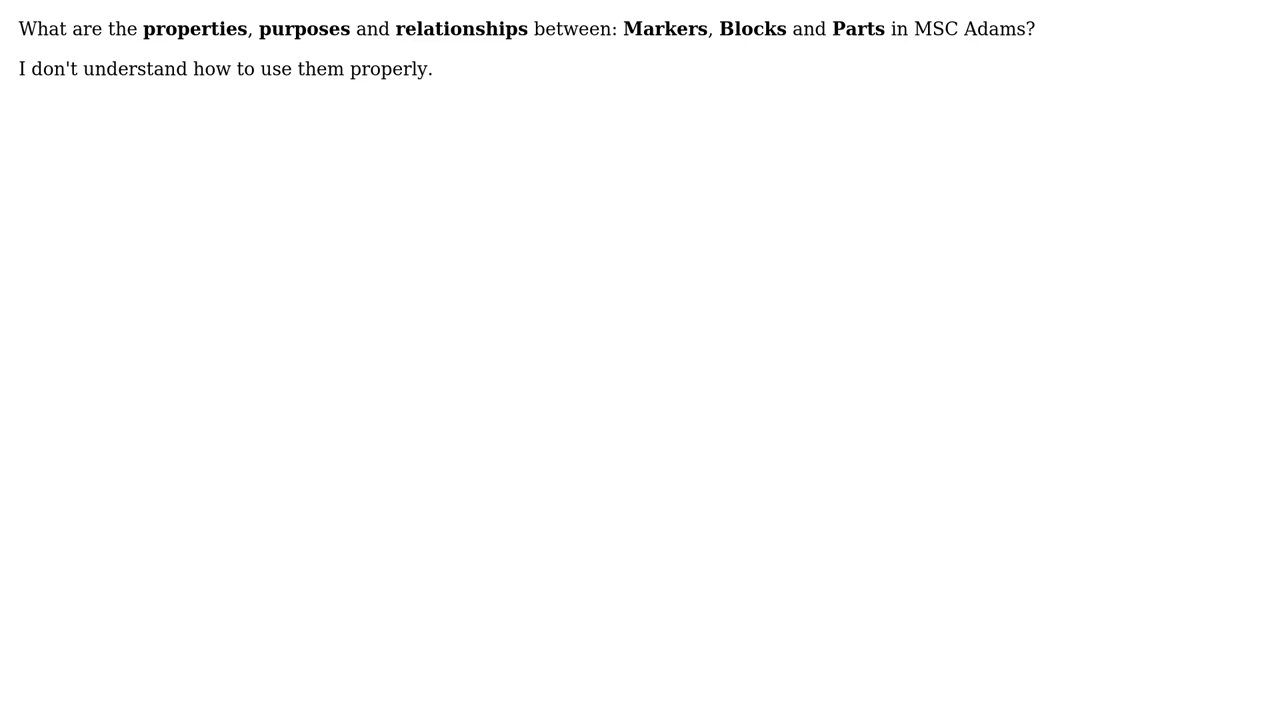 What are the properties, purposes and relationships between: Markers, Blocks and Parts in MSC Adams?
I don't understand how to use them properly.